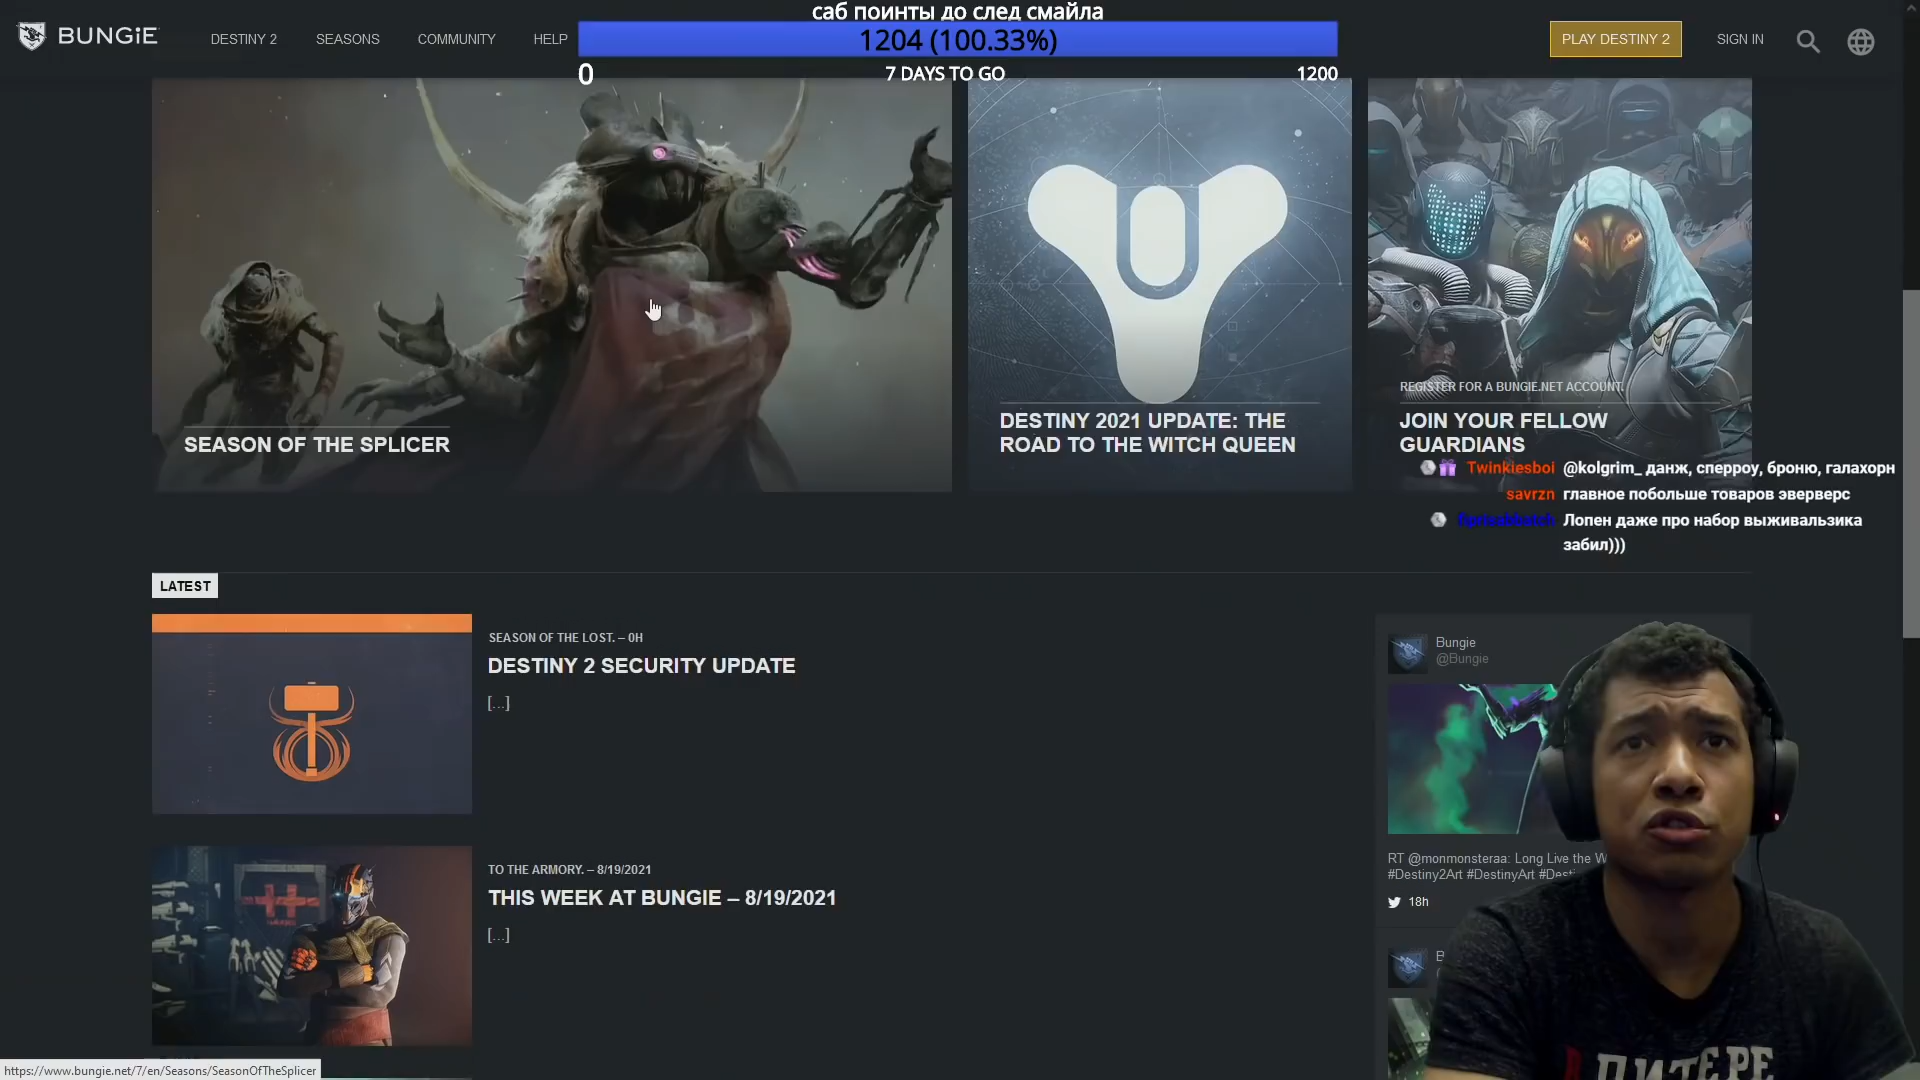 саб поинты до след смайла
BUNGiE
DESTINY 2
SEASONS
COMMUNITY
HELP
1204 (100.33%)
PLAY DESTINY 2
SIGN IN
0
7 DAYS TO GO
1200
SEASON OF THE SPLICER
DESTINY 2021 UPDATE: THE
ROAD TO THE WITCH QUEEN
REGISTER FOR A BUNGIE.NET ACCOUNT.
JOIN YOUR FELLOW
GUARDIANS
Twinkiesboi @kolgrim_ данж, сперроу, броню, галахорн
savrzn главное побольше товаров эверверс
Лопен даже про набор выживальзика
забил)))
LATEST
SEASON OF THE LOST. – 0H
DESTINY 2 SECURITY UPDATE
[...]
TO THE ARMORY. – 8/19/2021
THIS WEEK AT BUNGIE – 8/19/2021
[...]
Bungie
@Bungie
RT @monmonsteraa: Long Live the W
#Destiny2Art #DestinyArt #Dest
18h
B
ПИТЕРЕ
https://www.bungie.net/7/en/Seasons/SeasonOfTheSplicer